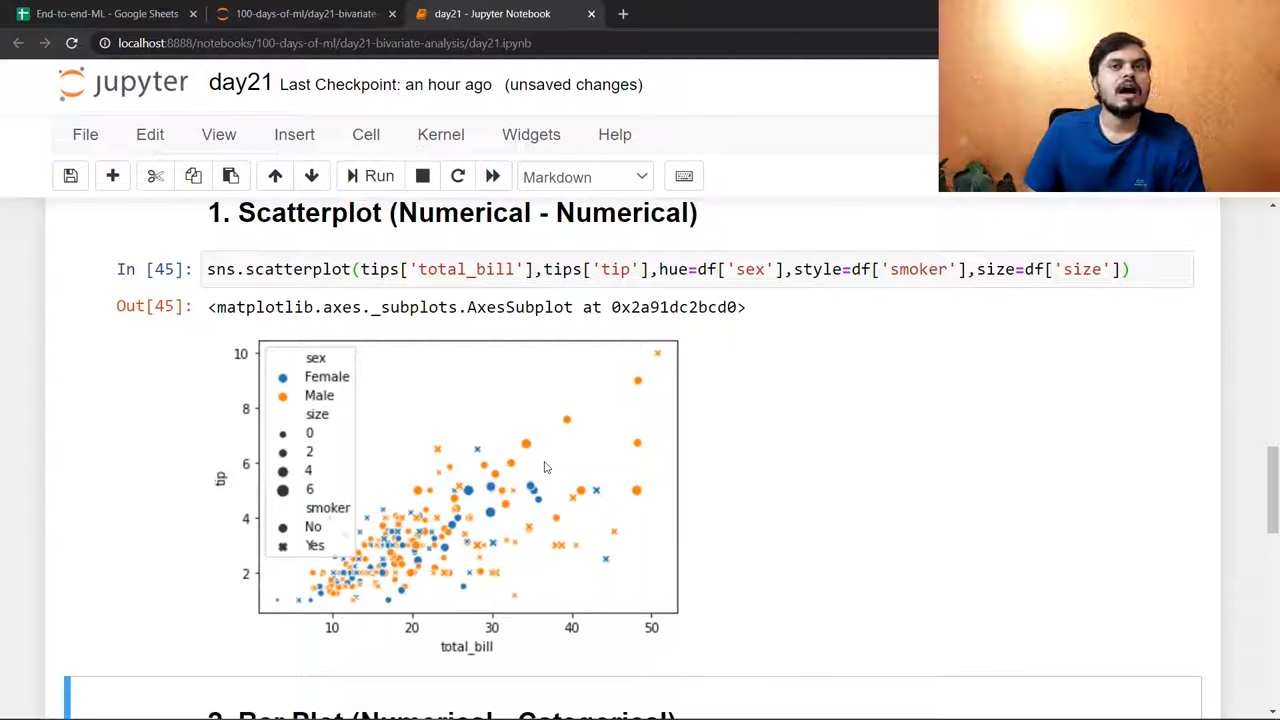 End-to-end-ML - Google Sheets
100-days-of-ml/day21-bivariate-
day21 - Jupyter Notebook
localhost:8888/notebooks/100-days-of-ml/day21-bivariate-analysis/day21.ipynb
jupyter day21 Last Checkpoint: an hour ago (unsaved changes)
File Edit View Insert Cell Kernel Widgets Help
Run Markdown
1. Scatterplot (Numerical - Numerical)
In [45]: sns.scatterplot(tips['total_bill'],tips['tip'],hue=df['sex'],style=df['smoker'],size=df['size'])
Out[45]: <matplotlib.axes._subplots.AxesSubplot at 0x2a91dc2bcd0>
sex
Female
Male
size
0
2
4
6
smoker
No
Yes
10
8
6
4
2
tip
10 20 30 40 50
total_bill
2. Bar Plot (Numerical - Categorical)